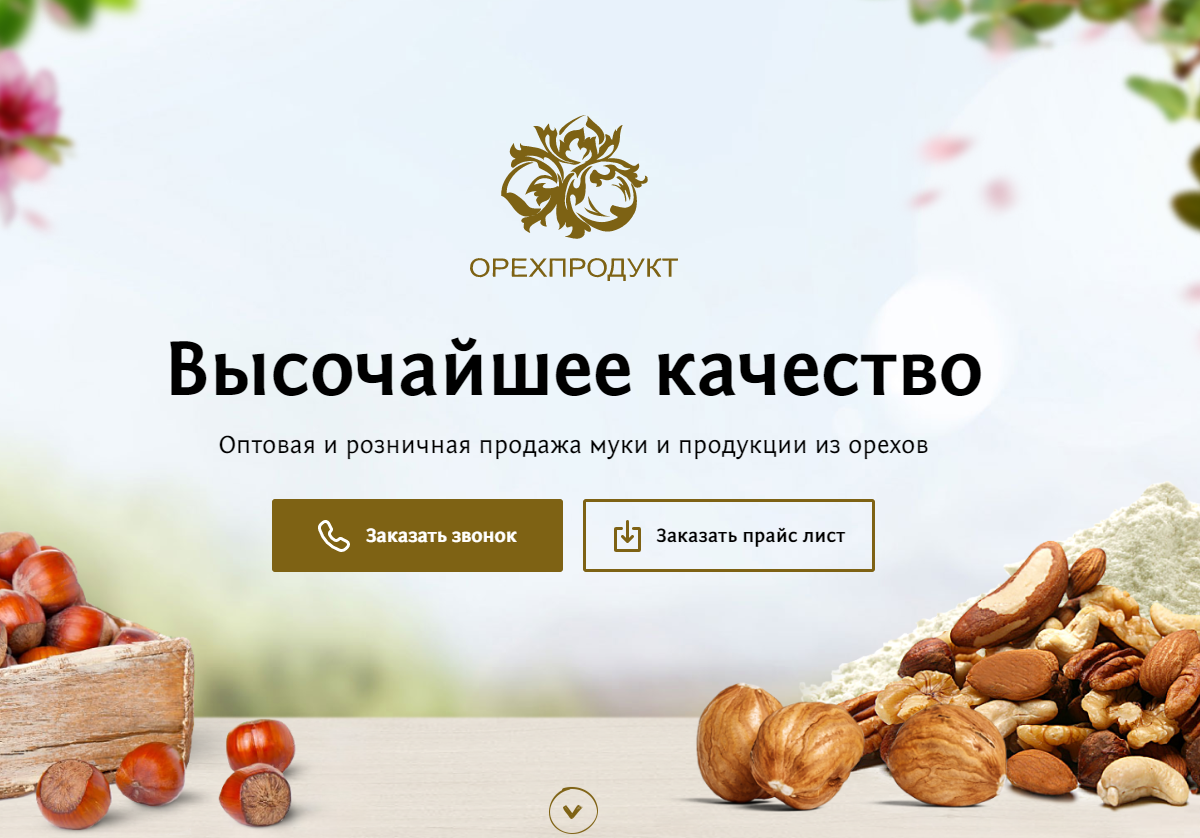 ОРЕХПРОДУКТ
Высочайшее качество
Оптовая и розничная продажа муки и продукции из орехов
Заказать звонок
Заказать прайс лист